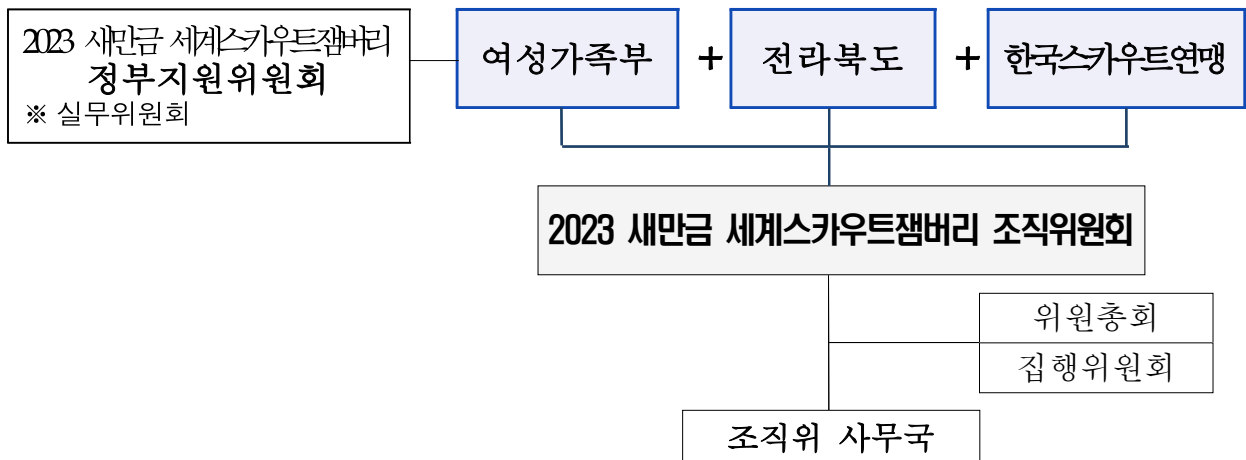 2023 새만금 세계스카우트잼버리
정부지원위원회
※ 실무위원회
여성가족부 + 전라북도 + 한국스카우트연맹
2023 새만금 세계스카우트잼버리 조직위원회
위원총회
집행위원회
조직위 사무국